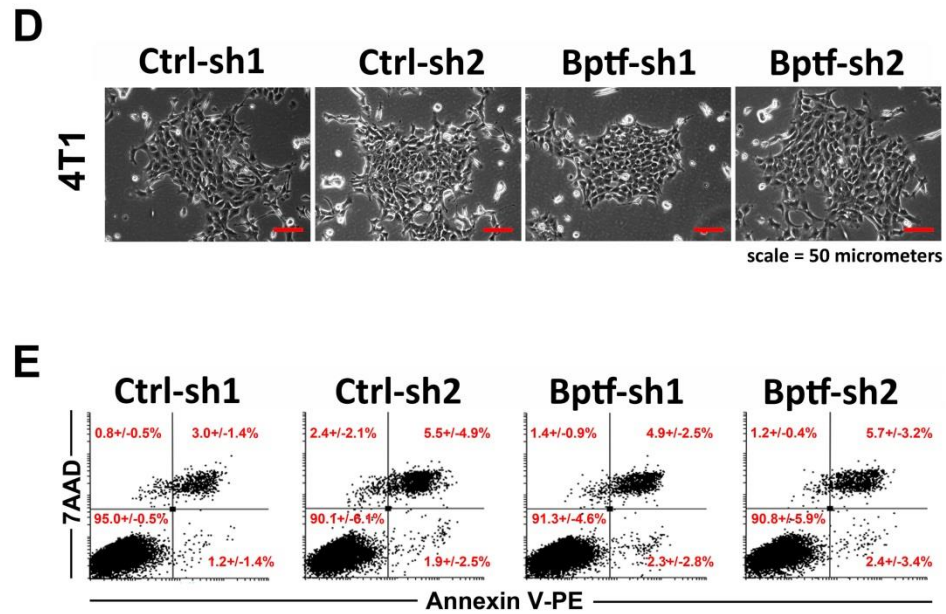 D
Ctrl-sh1 Ctrl-sh2 Bptf-sh1 Bptf-sh2
4T1
scale = 50 micrometers
E
Ctrl-sh1 Ctrl-sh2 Bptf-sh1 Bptf-sh2
0.8+/-0.5% 3.0+/-1.4% 2.4+/-2.1% 5.5+/-4.9% 1.4+/-0.9% 4.9+/-2.5% 1.2+/-0.4% 5.7+/-3.2%
7AAD
95.0+/-0.5% 90.1+/-6.1% 91.3+/-4.6% 90.8+/-5.9%
1.2+/-1.4% 1.9+/-2.5% 2.3+/-2.8% 2.4+/-3.4%
Annexin V-PE